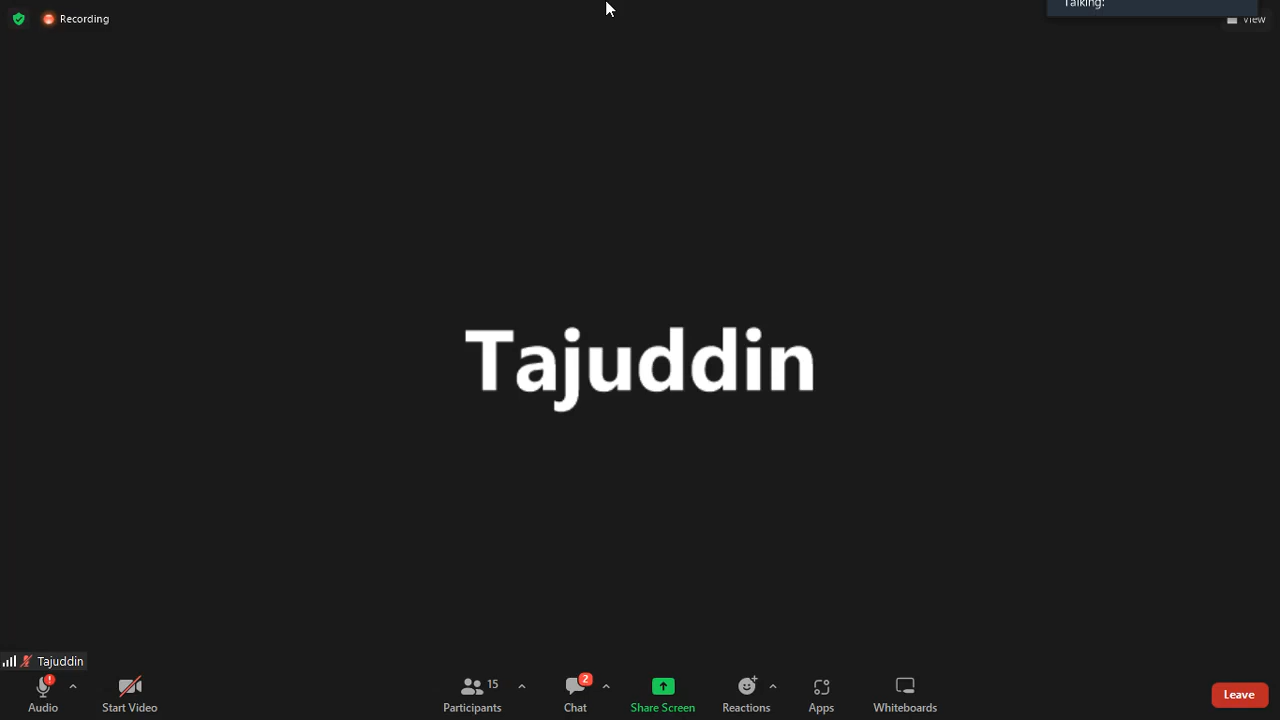 Talking:
Recording
View
Tajuddin
Tajuddin
Audio
Start Video
15
Participants
2
Chat
Share Screen
Reactions
Apps
Whiteboards
Leave